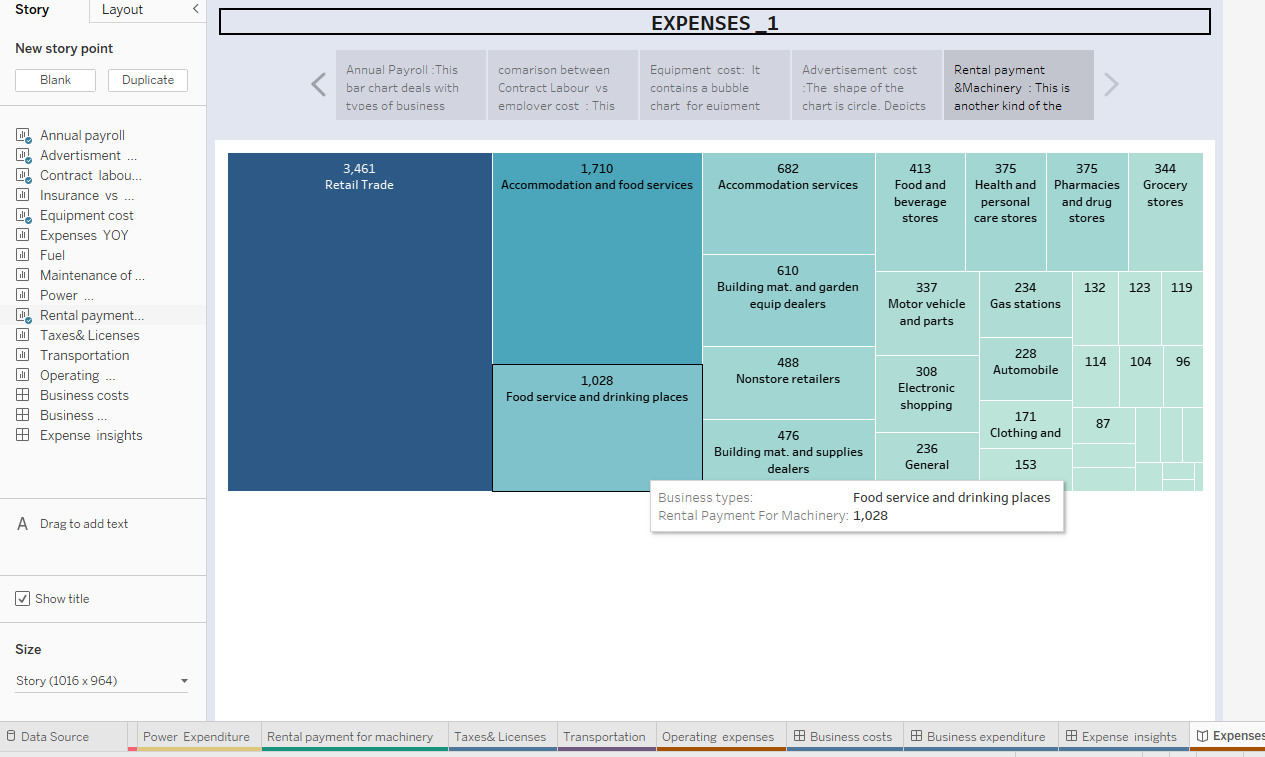 Story
Layout
<
New story point
Blank
Duplicate
Annual payroll
Advertisment ...
Contract labou...
Insurance vs ...
Equipment cost
Expenses YOY
Fuel
Maintenance of ...
Power ...
Rental payment...
Taxes& Licenses
Transportation
Operating ...
Business costs
Business ...
Expense insights
A Drag to add text
Show title
Size
Story (1016 x 964)
EXPENSES _1
Annual Payroll :This
bar chart deals with
types of business
comarison between
Contract Labour vs
employer cost : This
Equipment cost: It
contains a bubble
chart for euipment
Advertisement cost
:The shape of the
chart is circle. Depicts
Rental payment
&Machinery : This is
another kind of the
3,461
Retail Trade
1,710
Accommodation and food services
1,028
Food service and drinking places
682
Accommodation services
610
Building mat. and garden
equip dealers
488
Nonstore retailers
476
Building mat. and supplies
dealers
413
Food and
beverage
stores
375
Health and
personal
care stores
375
Pharmacies
and drug
stores
344
Grocery
stores
337
Motor vehicle
and parts
308
Electronic
shopping
236
General
234
Gas stations
228
Automobile
171
Clothing and
153
132
123
119
114
104
96
87
Business types: Food service and drinking places
Rental Payment For Machinery: 1,028
Data Source
Power Expenditure
Rental payment for machinery
Taxes& Licenses
Transportation
Operating expenses
Business costs
Business expenditure
Expense insights
Expenses